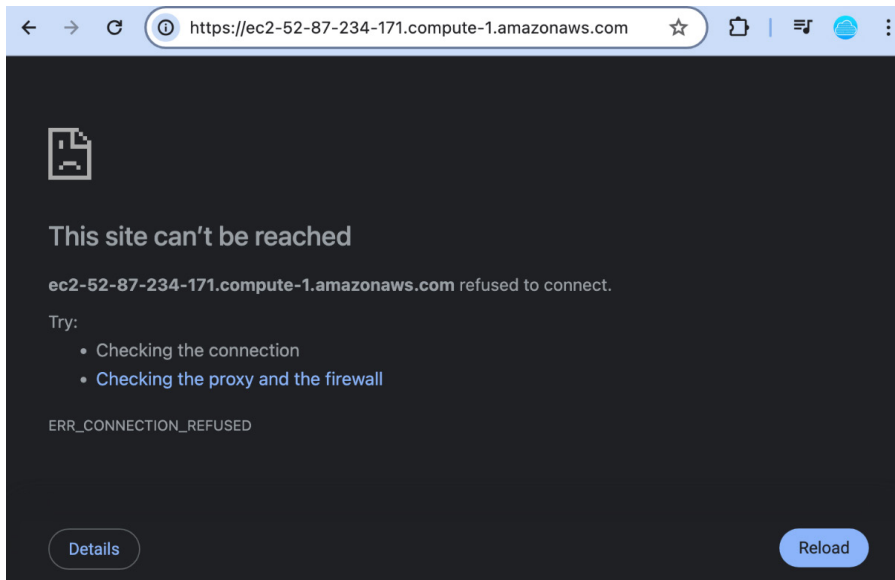 https://ec2-52-87-234-171.compute-1.amazonaws.com
This site can’t be reached
ec2-52-87-234-171.compute-1.amazonaws.com refused to connect.
Try:
• Checking the connection
• Checking the proxy and the firewall
ERR_CONNECTION_REFUSED
Details
Reload